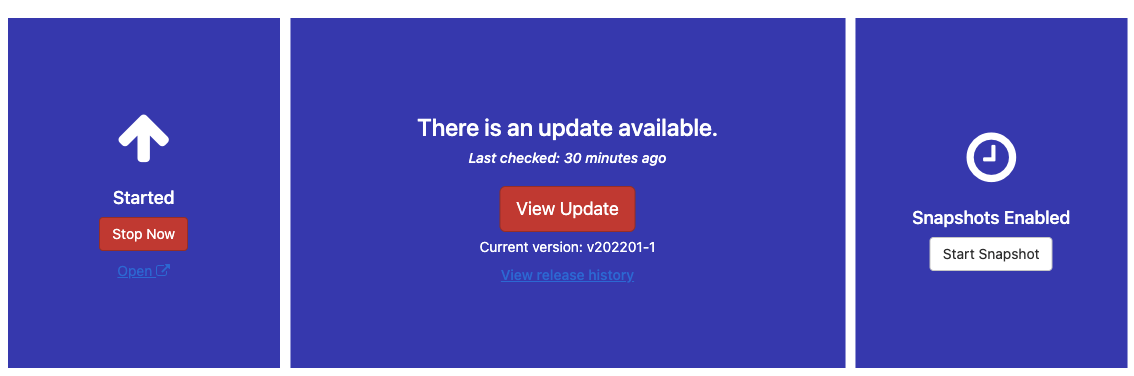 Started
Stop Now
Open
There is an update available.
Last checked: 30 minutes ago
View Update
Current version: v202201-1
View release history
Snapshots Enabled
Start Snapshot